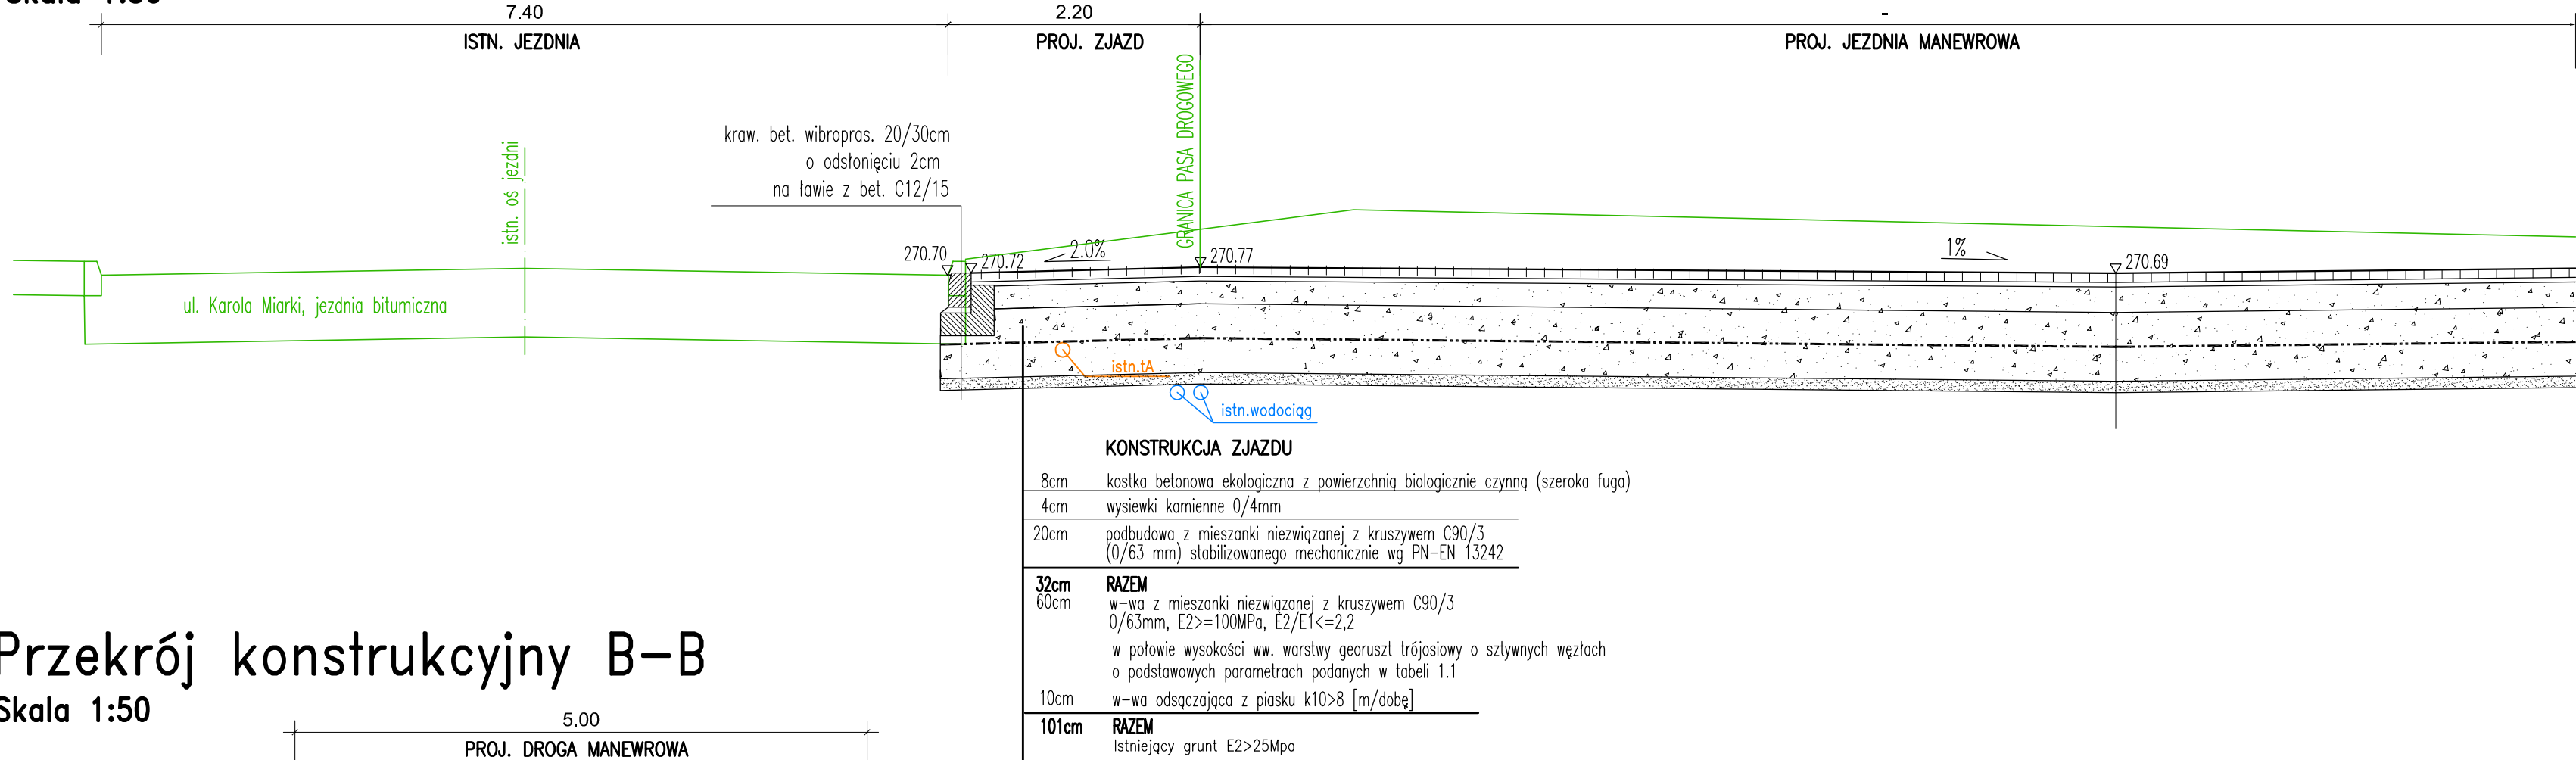 7.40
2.20
-
ISTN. JEZDNIA
PROJ. ZJAZD
PROJ. JEZDNIA MANEWROWA
GRANICA PASA DROGOWEGO
istn. oś jezdni
kraw. bet. wibropras. 20/30cm
o odsłonięciu 2cm
na ławie z bet. C12/15
270.70
270.72
2.0%
270.77
1%
270.69
ul. Karola Miarki, jezdnia bitumiczna
istn.tA
istn.wodociąg
KONSTRUKCJA ZJAZDU
8cm kostka betonowa ekologiczna z powierzchnią biologicznie czynną (szeroka fuga)
4cm wysiewki kamienne 0/4mm
20cm podbudowa z mieszanki niezwiązanej z kruszywem C90/3
(0/63 mm) stabilizowanego mechanicznie wg PN-EN 13242
32cm RAZEM
60cm w-wa z mieszanki niezwiązanej z kruszywem C90/3
0/63mm, E2>=100MPa, E2/E1<=2,2
w połowie wysokości ww. warstwy georuszt trójosiowy o sztywnych węzłach
o podstawowych parametrach podanych w tabeli 1.1
10cm w-wa odsączająca z piasku k10>8 [m/dobę]
101cm RAZEM
Istniejący grunt E2>25Mpa
Przekrój konstrukcyjny B-B
Skala 1:50
5.00
PROJ. DROGA MANEWROWA